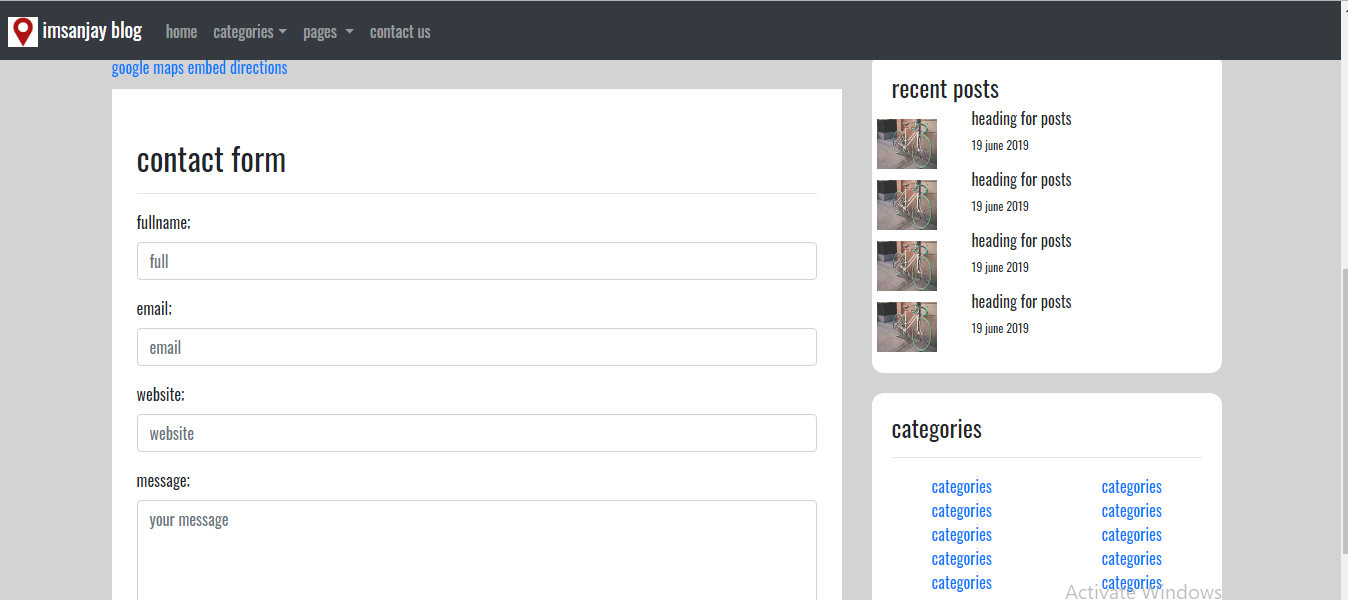 imsanjay blog home categories pages contact us
google maps embed directions
contact form
fullname:
full
email:
email
website:
website
message:
your message
recent posts
heading for posts
19 june 2019
heading for posts
19 june 2019
heading for posts
19 june 2019
heading for posts
19 june 2019
categories
categories categories
categories categories
categories categories
categories categories
categories categories
Activate Windows